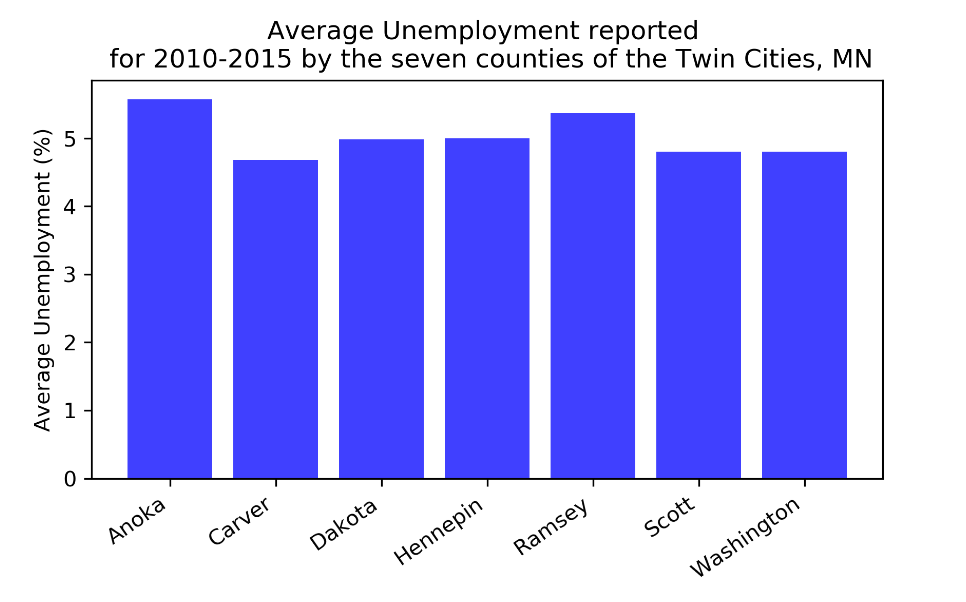 Average Unemployment reported
for 2010-2015 by the seven counties of the Twin Cities, MN
Average Unemployment (%)
5
4
3
2
1
0
Anoka
Carver
Dakota
Hennepin
Ramsey
Scott
Washington